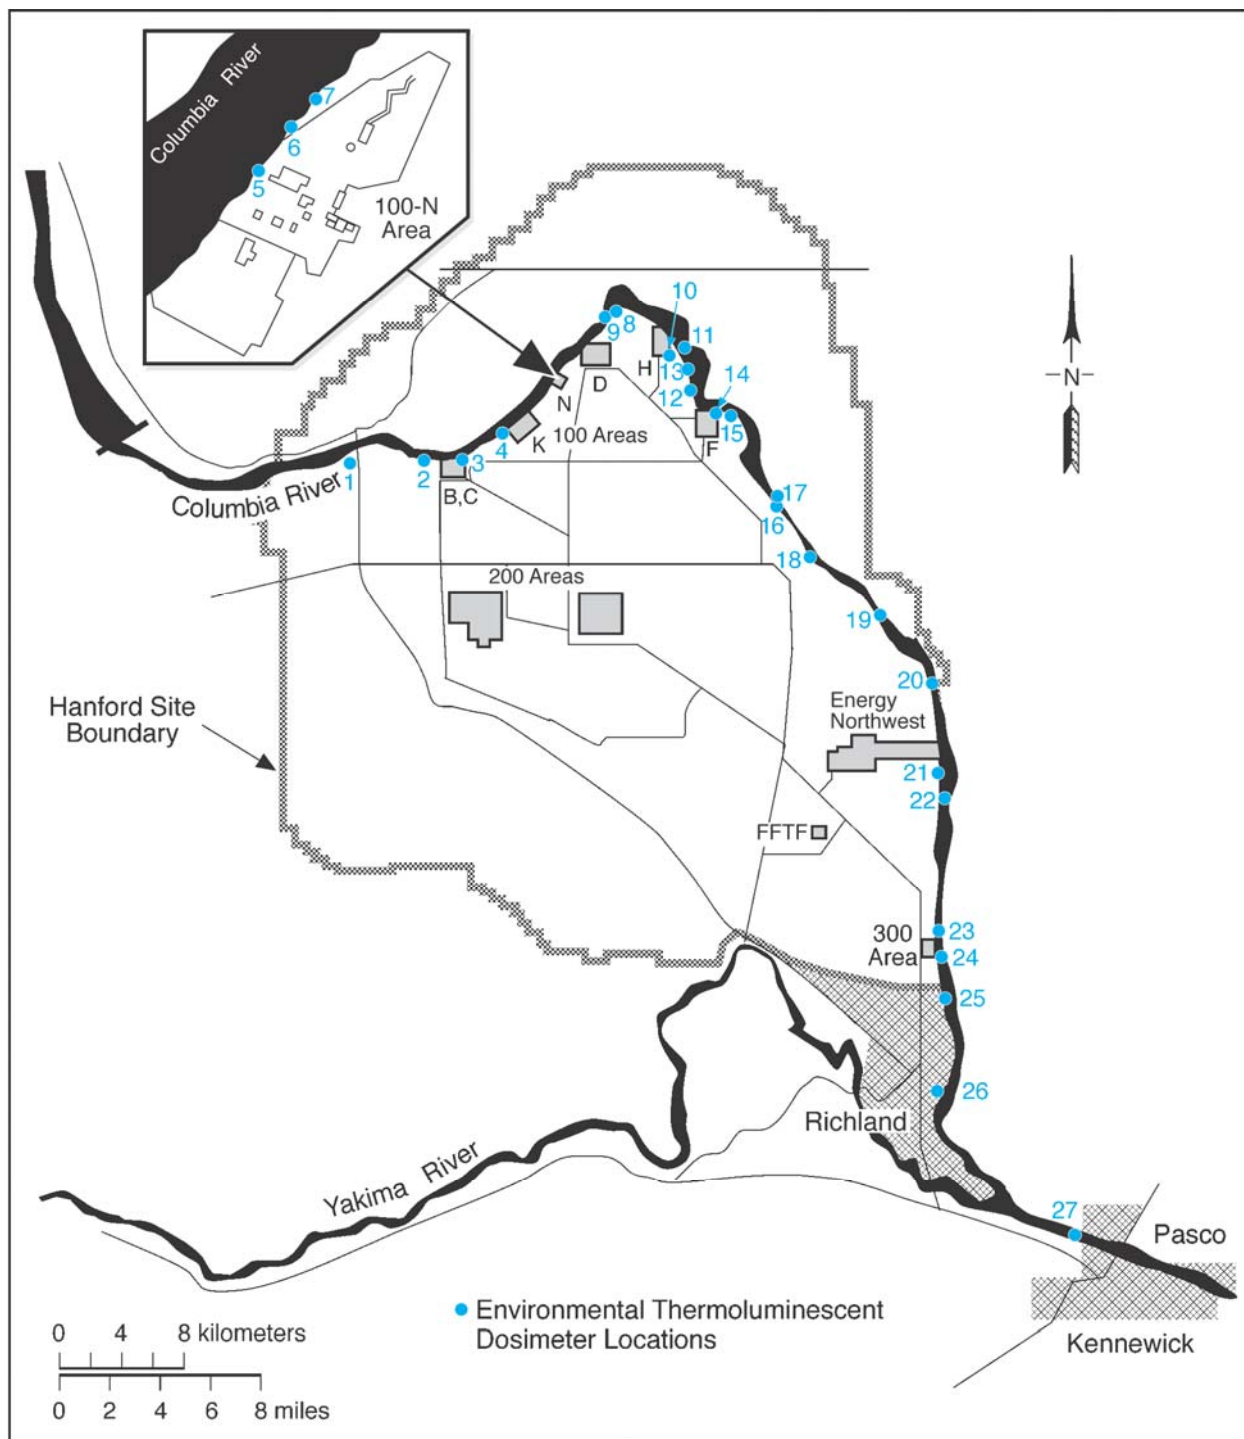 Columbia River
7
6
5
100-N
Area
10
8
9
11
H
13
14
D
12
N
15
F
K
100 Areas
4
1
2
3
B,C
Columbia River
17
16
18
200 Areas
19
20
Energy
Northwest
Hanford Site
Boundary
21
22
FFTF
23
300
Area
24
25
26
Richland
Yakima River
27
Pasco
Kennewick
N
Environmental Thermoluminescent
Dosimeter Locations
0 4 8 kilometers
0 2 4 6 8 miles